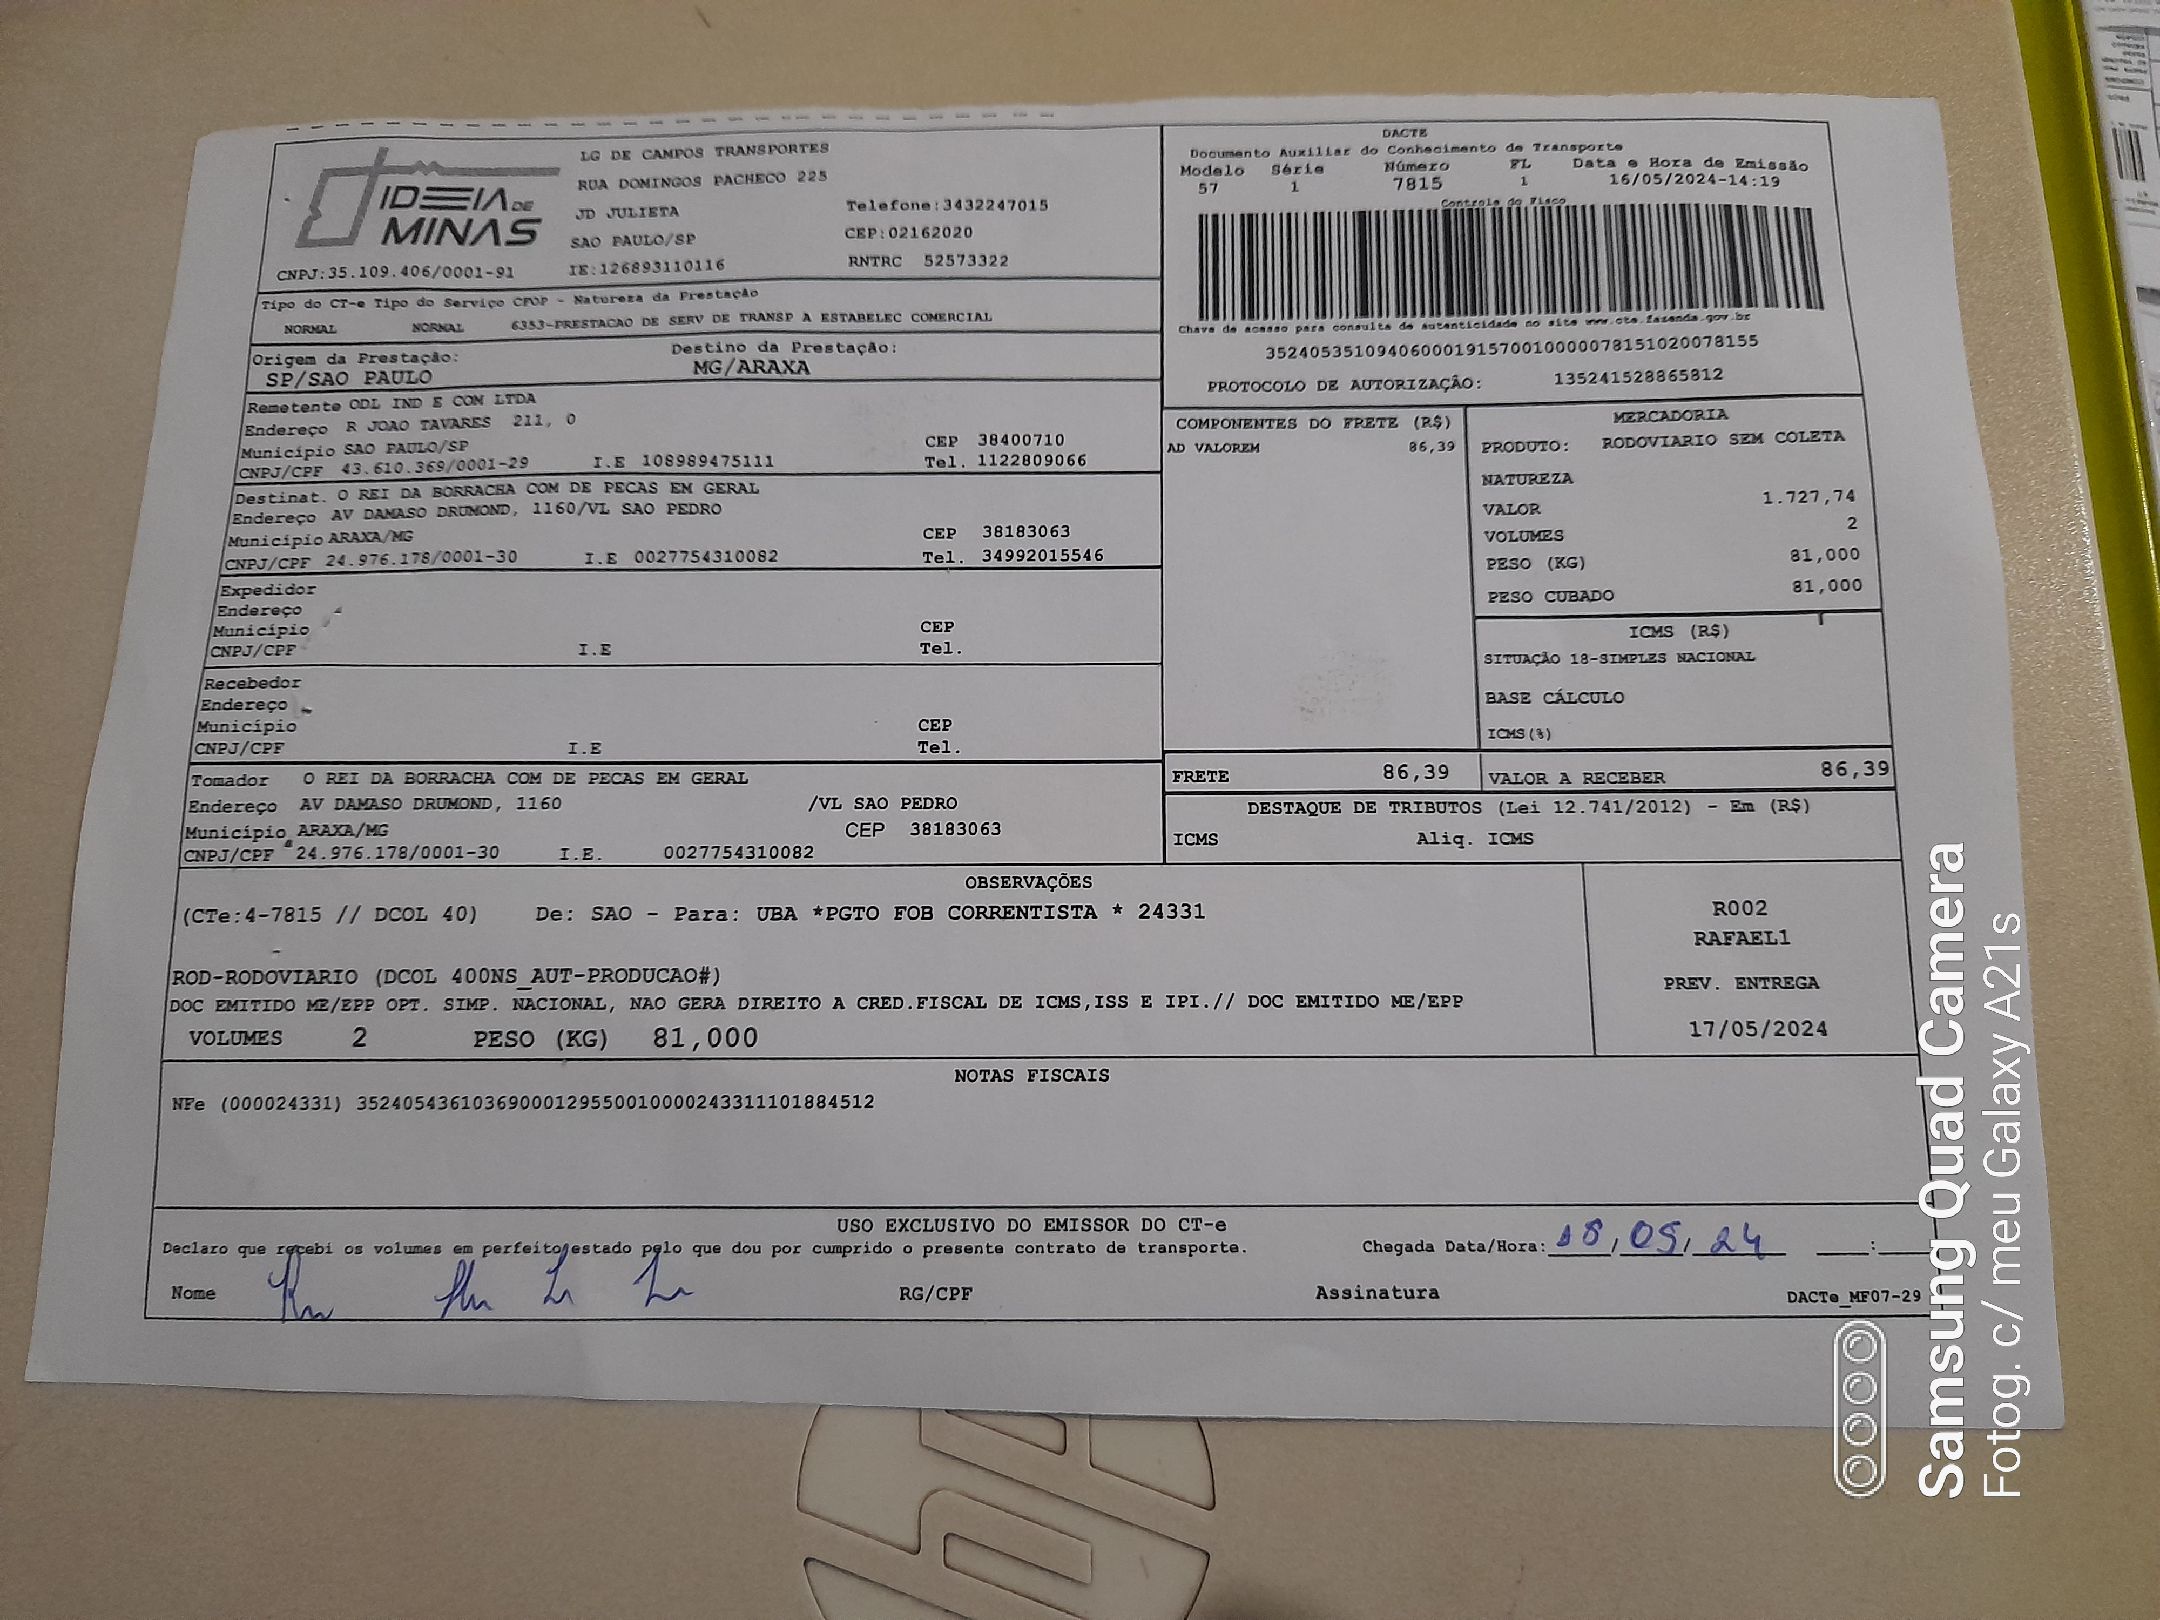 IDEIA DE MINAS
CNPJ:35.109.406/0001-91
LG DE CAMPOS TRANSPORTES
RUA DOMINGOS PACHECO 225
JD JULIETA
Telefone:3432247015
SAO PAULO/SP
CEP:02162020
IE:126893110116
RNTRC 52573322
DACTE
Documento Auxiliar do Conhecimento de Transporte
Modelo Série Número FL Data e Hora de Emissão
57 1 7815 1 16/05/2024-14:19
Controle do Fisco
Chave de acesso para consulta de autenticidade no site www.cte.fazenda.gov.br
35240535109406000191570010000078151020078155
PROTOCOLO DE AUTORIZAÇÃO: 135241528865812
Tipo do CT-e Tipo do Serviço CFOP - Natureza da Prestação
NORMAL NORMAL 6353-PRESTACAO DE SERV DE TRANSP A ESTABELEC COMERCIAL
Origem da Prestação: Destino da Prestação:
SP/SAO PAULO MG/ARAXA
Remetente ODL IND E COM LTDA
Endereço R JOAO TAVARES 211, 0
Município SAO PAULO/SP CEP 38400710
CNPJ/CPF 43.610.369/0001-29 I.E 108989475111 Tel. 1122809066
Destinat. O REI DA BORRACHA COM DE PECAS EM GERAL
Endereço AV DAMASO DRUMOND, 1160/VL SAO PEDRO
Município ARAXA/MG CEP 38183063
CNPJ/CPF 24.976.178/0001-30 I.E 0027754310082 Tel. 34992015546
Expedidor
Endereço
Município CEP
CNPJ/CPF I.E Tel.
Recebedor
Endereço
Município CEP
CNPJ/CPF I.E Tel.
Tomador O REI DA BORRACHA COM DE PECAS EM GERAL
Endereço AV DAMASO DRUMOND, 1160 /VL SAO PEDRO
Município ARAXA/MG CEP 38183063
CNPJ/CPF 24.976.178/0001-30 I.E. 0027754310082
COMPONENTES DO FRETE (R$)
AD VALOREM 86,39
MERCADORIA
PRODUTO: RODOVIARIO SEM COLETA
NATUREZA
VALOR 1.727,74
VOLUMES 2
PESO (KG) 81,000
PESO CUBADO 81,000
ICMS (R$)
SITUAÇÃO 18-SIMPLES NACIONAL
BASE CÁLCULO
ICMS(%)
FRETE 86,39 VALOR A RECEBER 86,39
DESTAQUE DE TRIBUTOS (Lei 12.741/2012) - Em (R$)
ICMS Aliq. ICMS
OBSERVAÇÕES
(CTe:4-7815 // DCOL 40) De: SAO - Para: UBA *PGTO FOB CORRENTISTA * 24331
ROD-RODOVIARIO (DCOL 400NS_AUT-PRODUCAO#)
DOC EMITIDO ME/EPP OPT. SIMP. NACIONAL, NAO GERA DIREITO A CRED.FISCAL DE ICMS,ISS E IPI.// DOC EMITIDO ME/EPP
VOLUMES 2 PESO (KG) 81,000
R002
RAFAEL1
PREV. ENTREGA
17/05/2024
NOTAS FISCAIS
NFe (000024331) 35240543610369000129550010000243311101884512
USO EXCLUSIVO DO EMISSOR DO CT-e
Declaro que recebi os volumes em perfeito estado pelo que dou por cumprido o presente contrato de transporte. Chegada Data/Hora: 18, 05, 24 :
Nome RG/CPF Assinatura DACTe_MF07-29
Samsung Quad Camera
Fotog. c/ meu Galaxy A21s